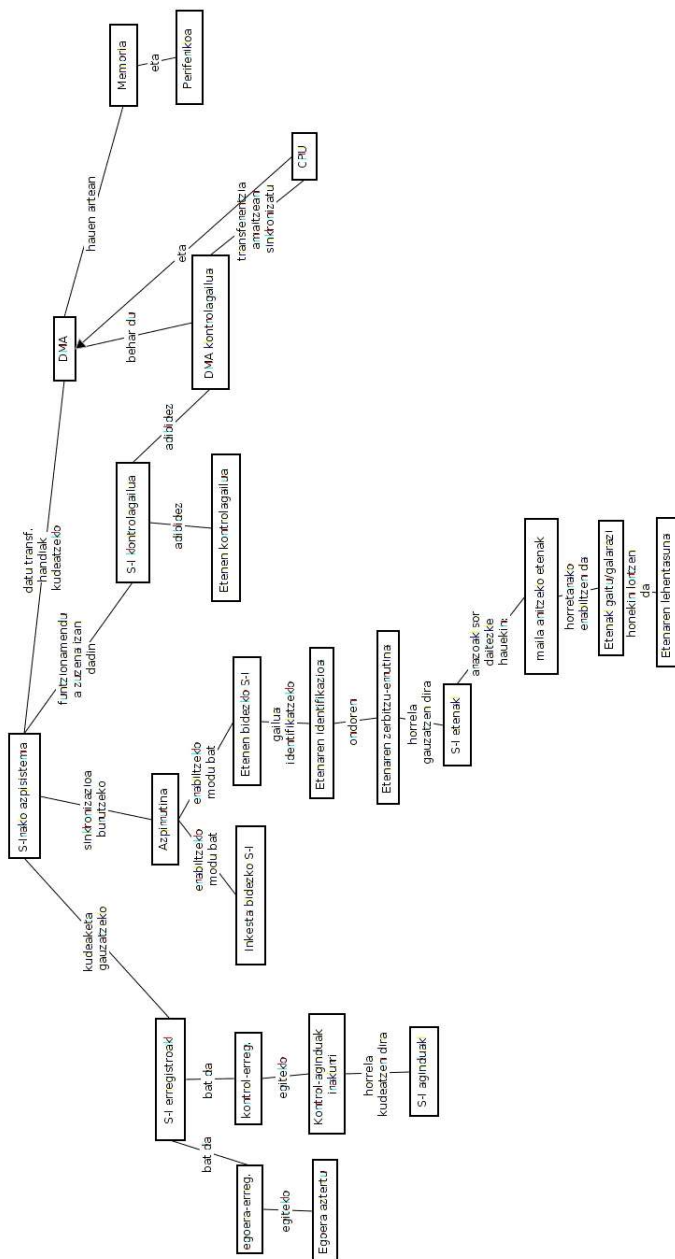 S-Irako azpisistema
kudeaketa
gauzatzeko
sinkronizazioa
burutzeko
funtzionamendu
a zuzena izan
dadin
datu transf.
handiak
kudeatzeko
S-I erregistroak
bat da
bat da
egoera-erreg.
egiteko
Egoera aztertu
kontrol-erreg.
egiteko
Kontrol-aginduak
irakurri
horrela
kudeatzen dira
S-I aginduak
Azpirrutina
erabiltzeko
modu bat
erabiltzeko
modu bat
Inkesta bidezko S-I
Etenen bidezko S-I
gailua
identifikatzeko
Etenaren identifikazioa
ondoren
Etenaren zerbitzu-errutina
horrela
gauzatzen dira
S-I etenak
arazoak sor
daitezke
hauekin:
maila anitzeko etenak
horretarako
erabiltzen da
Etenak gaitu/galarazi
honekin lortzen
da
Etenaren lehentasuna
S-I kontrolagailua
adibidez
adibidez
Etenen kontrolagailua
DMA kontrolagailua
DMA
behar du
eta
transferentzia
amaitzean
sinkronizatu
CPU
hauen artean
Memoria
eta
Periferikoa